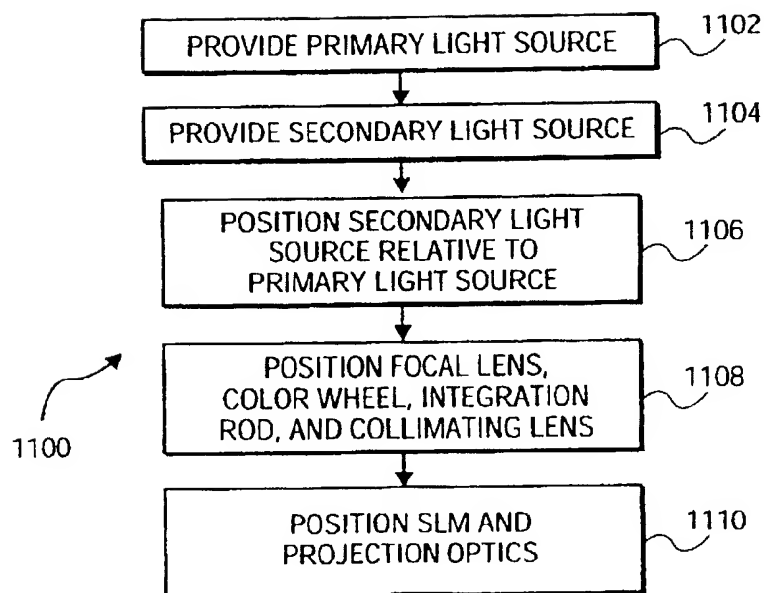 PROVIDE PRIMARY LIGHT SOURCE
1102
PROVIDE SECONDARY LIGHT SOURCE
1104
POSITION SECONDARY LIGHT
SOURCE RELATIVE TO
PRIMARY LIGHT SOURCE
1106
POSITION FOCAL LENS,
COLOR WHEEL, INTEGRATION
ROD, AND COLLIMATING LENS
1108
1100
POSITION SLM AND
PROJECTION OPTICS
1110